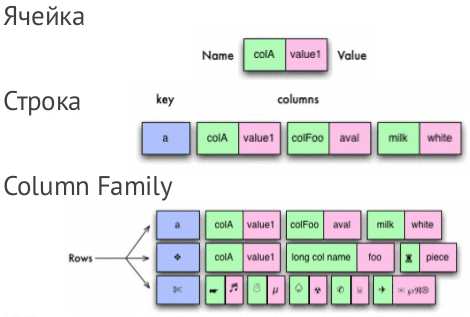 Ячейка
Name colA value1 Value
Строка
key columns
a colA value1 colFoo aval milk white
Column Family
a colA value1 colFoo aval milk white
Rows ❖ colA value1 long col name foo ♜ piece
✄ ☛ ♬ μ ♤ ☢ ✆ ✈